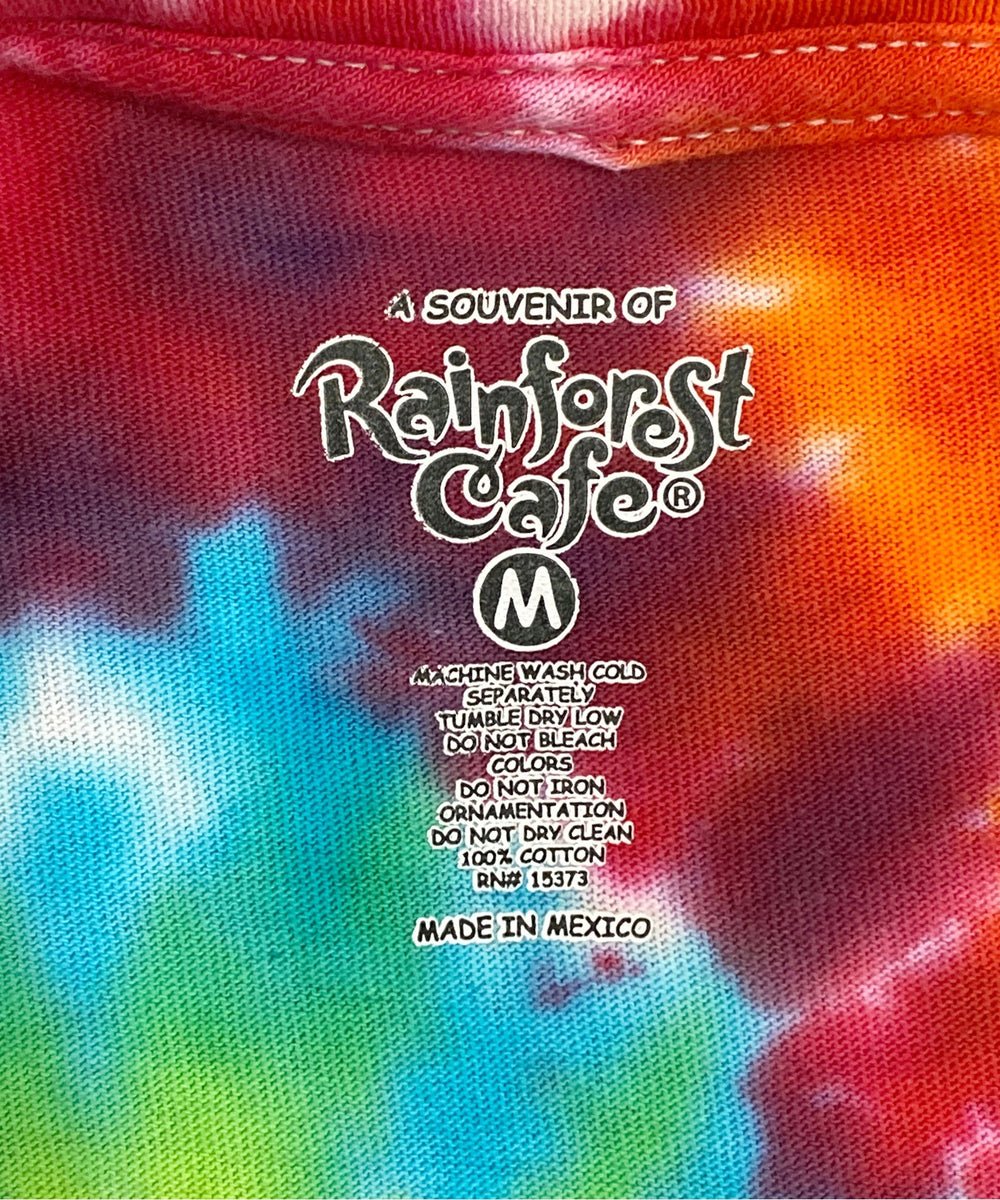 A SOUVENIR OF
Rainforest
Cafe®
M
MACHINE WASH COLD
SEPARATELY
TUMBLE DRY LOW
DO NOT BLEACH
COLORS
DO NOT IRON
ORNAMENTATION
DO NOT DRY CLEAN
100% COTTON
RN# 15373
MADE IN MEXICO